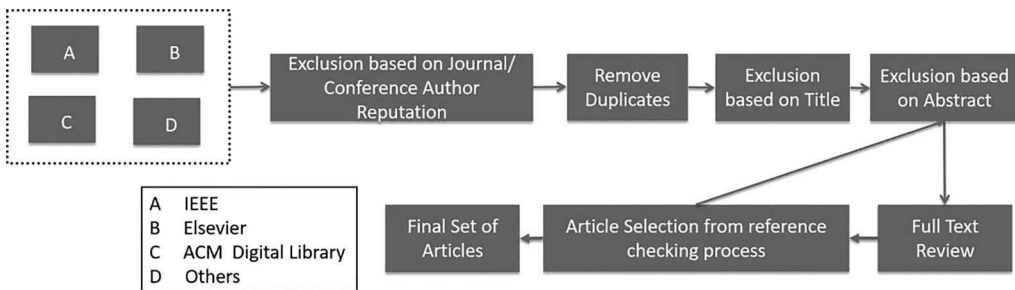 A
B
C
D
Exclusion based on Journal/
Conference Author
Reputation
Remove
Duplicates
Exclusion
based on Title
Exclusion based
on Abstract
Full Text
Review
Article Selection from reference
checking process
Final Set of
Articles
A IEEE
B Elsevier
C ACM Digital Library
D Others